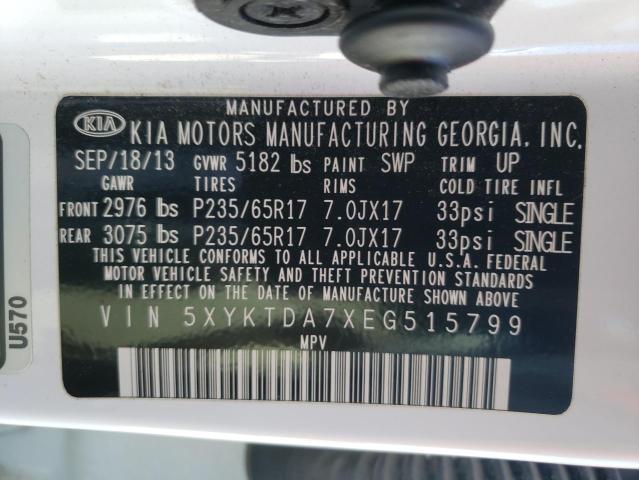 MANUFACTURED BY
KIA KIA MOTORS MANUFACTURING GEORGIA, INC.
SEP/18/13 GVWR 5182 lbs PAINT SWP TRIM UP
GAWR TIRES RIMS COLD TIRE INFL
FRONT 2976 lbs P235/65R17 7.0JX17 33psi SINGLE
REAR 3075 lbs P235/65R17 7.0JX17 33psi SINGLE
THIS VEHICLE CONFORMS TO ALL APPLICABLE U.S.A. FEDERAL
MOTOR VEHICLE SAFETY AND THEFT PREVENTION STANDARDS
IN EFFECT ON THE DATE OF MANUFACTURE SHOWN ABOVE.
VIN 5XYKTDA7XEG515799
MPV
U570